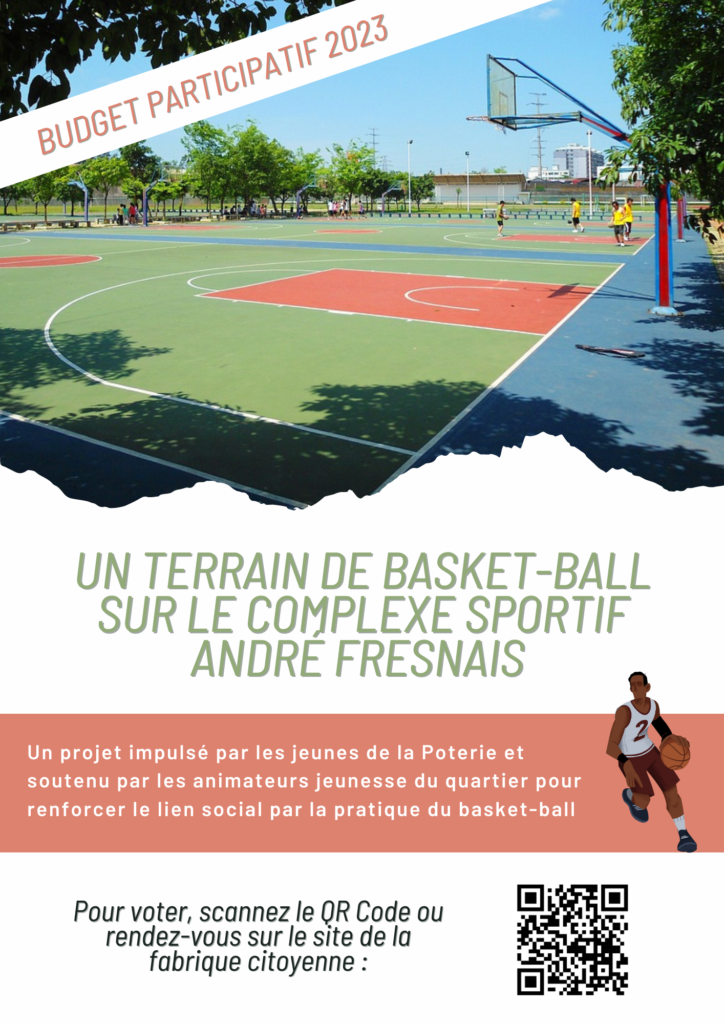 BUDGET PARTICIPATIF 2023
UN TERRAIN DE BASKET-BALL
SUR LE COMPLEXE SPORTIF
ANDRÉ FRESNAIS
2
Un projet impulsé par les jeunes de la Poterie et
soutenu par les animateurs jeunesse du quartier pour
renforcer le lien social par la pratique du basket-ball
Pour voter, scannez le QR Code ou
rendez-vous sur le site de la
fabrique citoyenne :